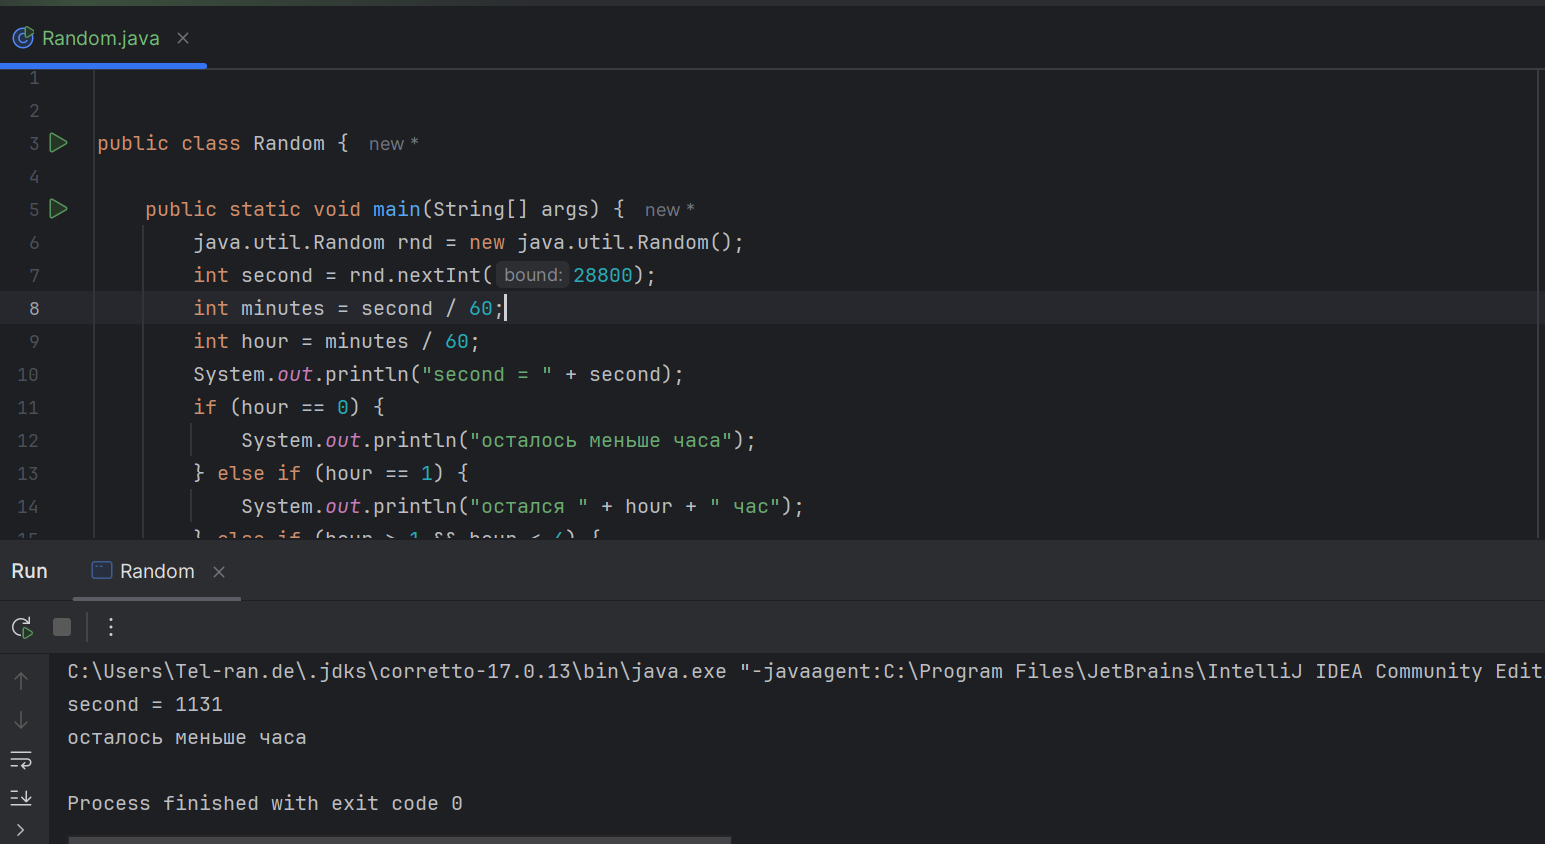 Random.java
1
2
3 public class Random { new *
4
5 public static void main(String[] args) { new *
6 java.util.Random rnd = new java.util.Random();
7 int second = rnd.nextInt( bound: 28800);
8 int minutes = second / 60;
9 int hour = minutes / 60;
10 System.out.println("second = " + second);
11 if (hour == 0) {
12 System.out.println("осталось меньше часа");
13 } else if (hour == 1) {
14 System.out.println("остался " + hour + " час");
15 } else if (hour > 1 && hour <
Run Random
C:\Users\Tel-ran.de\.jdks\corretto-17.0.13\bin\java.exe "-javaagent:C:\Program Files\JetBrains\IntelliJ IDEA Community Edit
second = 1131
осталось меньше часа
Process finished with exit code 0